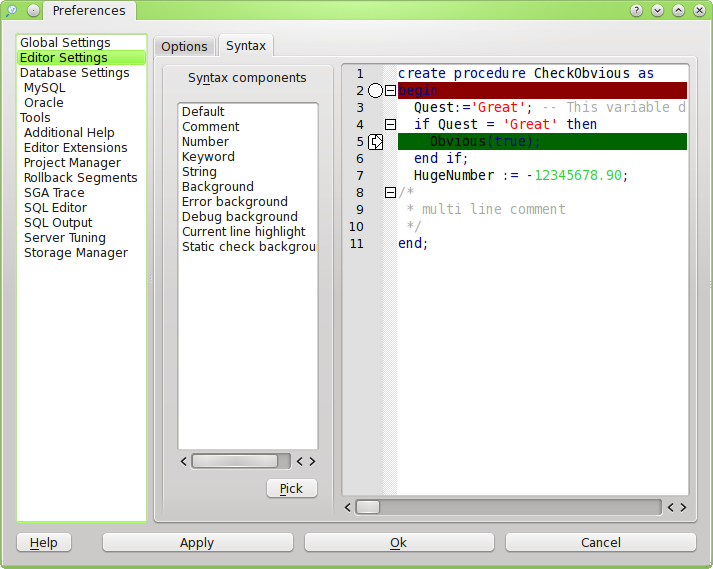 Preferences
Global Settings
Editor Settings
Database Settings
MySQL
Oracle
Tools
Additional Help
Editor Extensions
Project Manager
Rollback Segments
SGA Trace
SQL Editor
SQL Output
Server Tuning
Storage Manager
Options
Syntax
Syntax components
Default
Comment
Number
Keyword
String
Background
Error background
Debug background
Current line highlight
Static check backgrou
Pick
1 create procedure CheckObvious as
2 begin
3 Quest:='Great'; -- This variable d
4 if Quest = 'Great' then
5 Obvious(true);
6 end if;
7 HugeNumber := -12345678.90;
8 /*
9 * multi line comment
10 */
11 end;
Help
Apply
Ok
Cancel